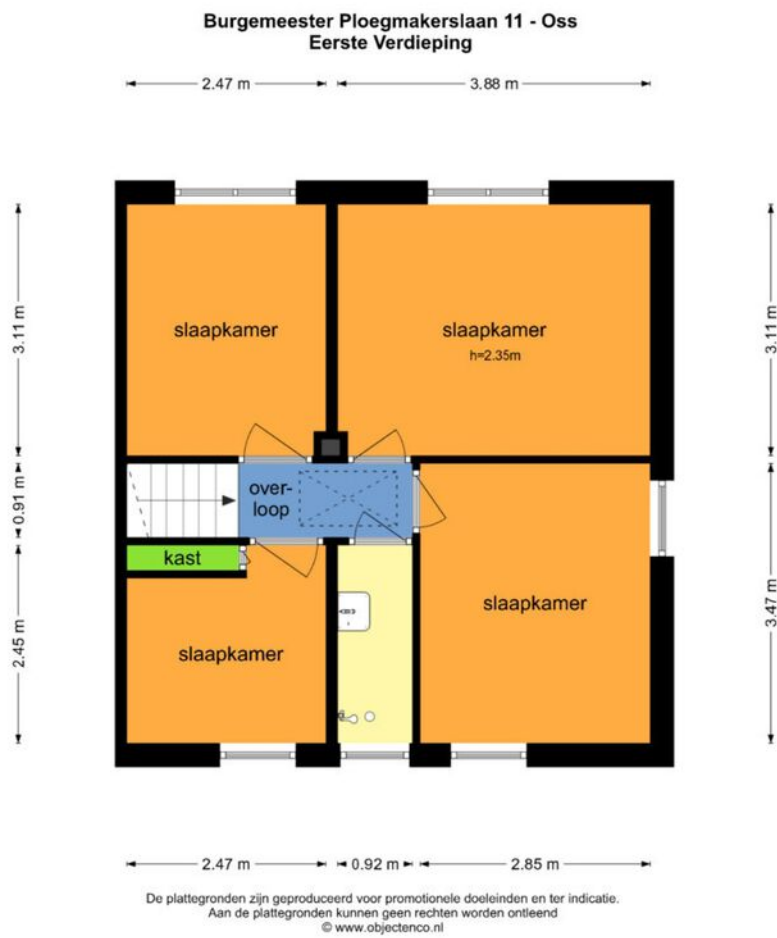 Burgemeester Ploegmakerslaan 11 - Oss
Eerste Verdieping
2.47 m
3.88 m
3.11 m
3.11 m
slaapkamer
slaapkamer
h=2.35m
0.91 m
over-
loop
kast
2.45 m
slaapkamer
slaapkamer
3.47 m
2.47 m
0.92 m
2.85 m
De plattegronden zijn geproduceerd voor promotionele doeleinden en ter indicatie.
Aan de plattegronden kunnen geen rechten worden ontleend
© www.objectenco.nl